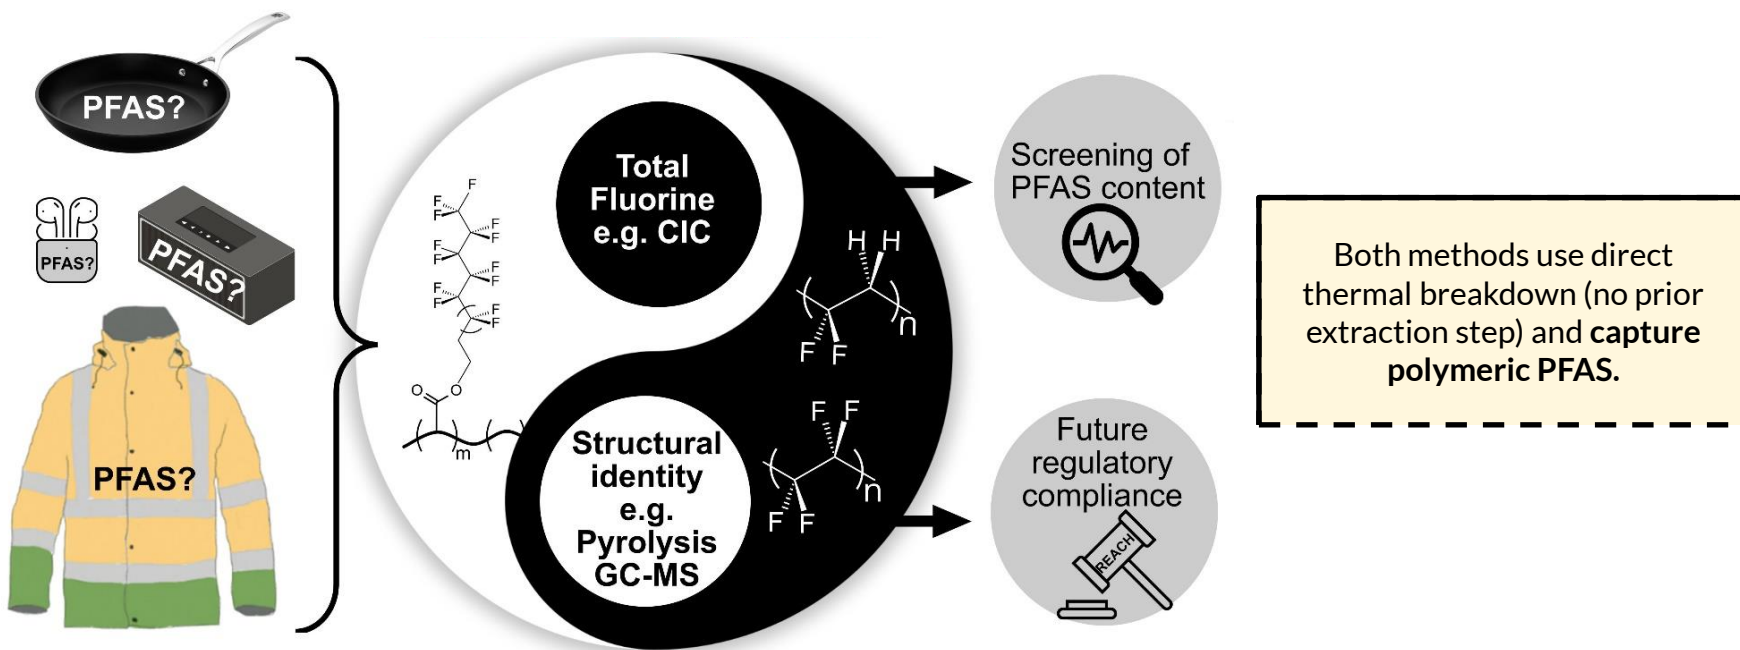 PFAS?
PFAS?
PFAS?
PFAS?
Total
Fluorine
e.g. CIC
F
F
F
F
F
F
F
F
F
F
F
F
F
F
O
O
m
Structural
identity
e.g.
Pyrolysis
GC-MS
H H
n
F F
F F
n
F F
Screening of
PFAS content
Future
regulatory
compliance
REACH
Both methods use direct
thermal breakdown (no prior
extraction step) and capture
polymeric PFAS.